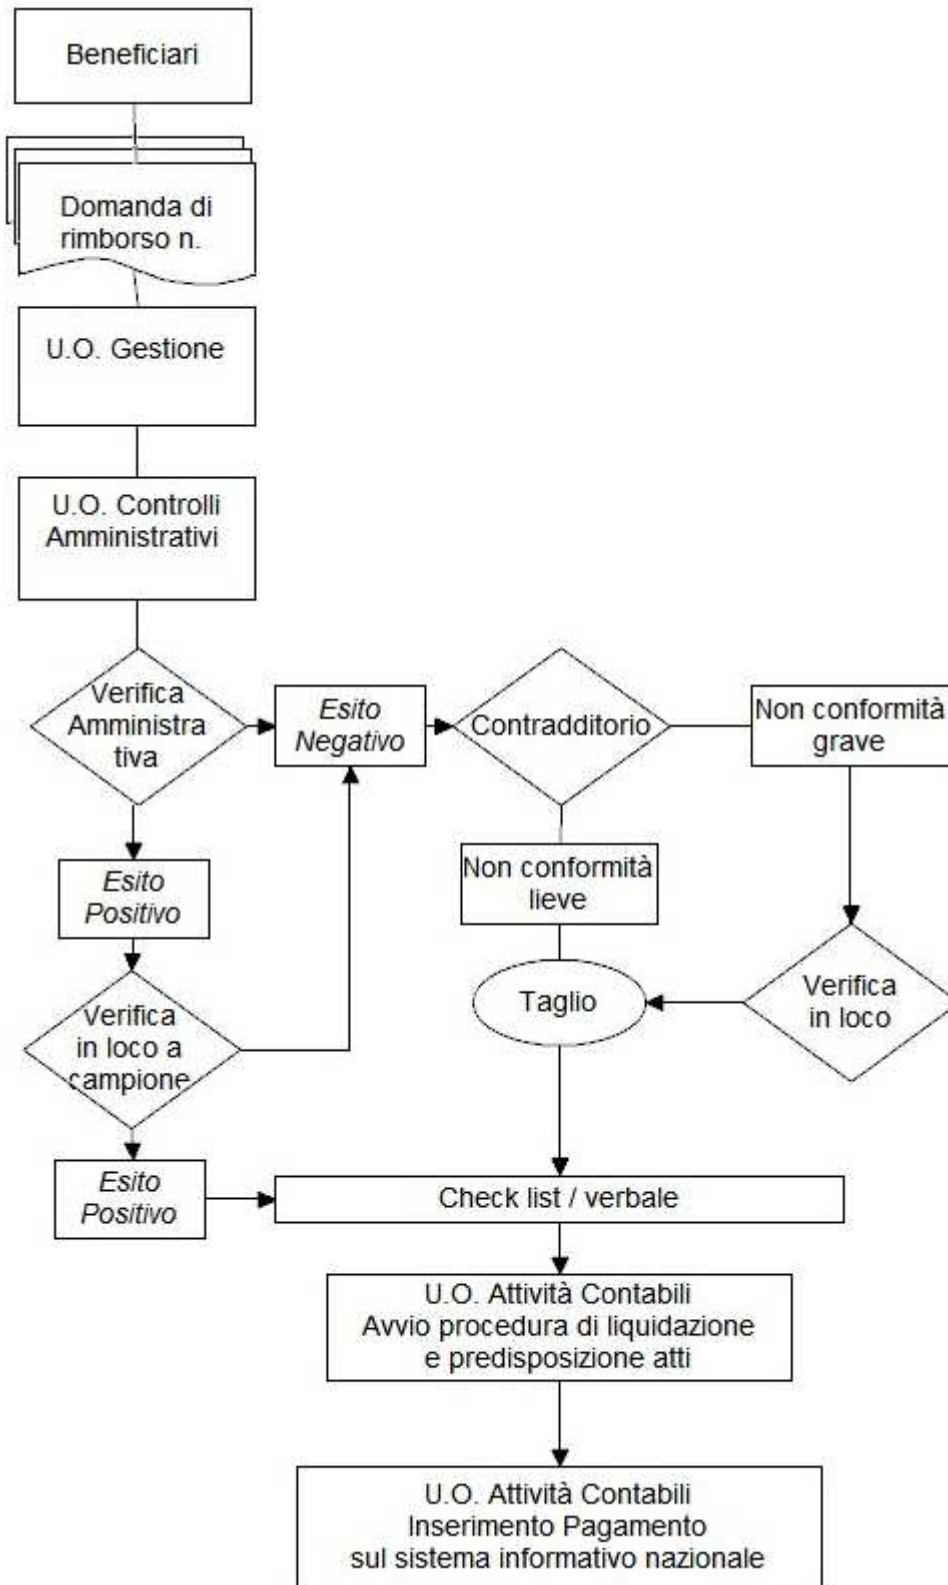 Beneficiari
Domanda di
rimborso n.
U.O. Gestione
U.O. Controlli
Amministrativi
Verifica
Amministra
tiva
Esito
Negativo
Contradditorio
Non conformità
grave
Esito
Positivo
Non conformità
lieve
Verifica
in loco a
campione
Taglio
Verifica
in loco
Esito
Positivo
Check list / verbale
U.O. Attività Contabili
Avvio procedura di liquidazione
e predisposizione atti
U.O. Attività Contabili
Inserimento Pagamento
sul sistema informativo nazionale